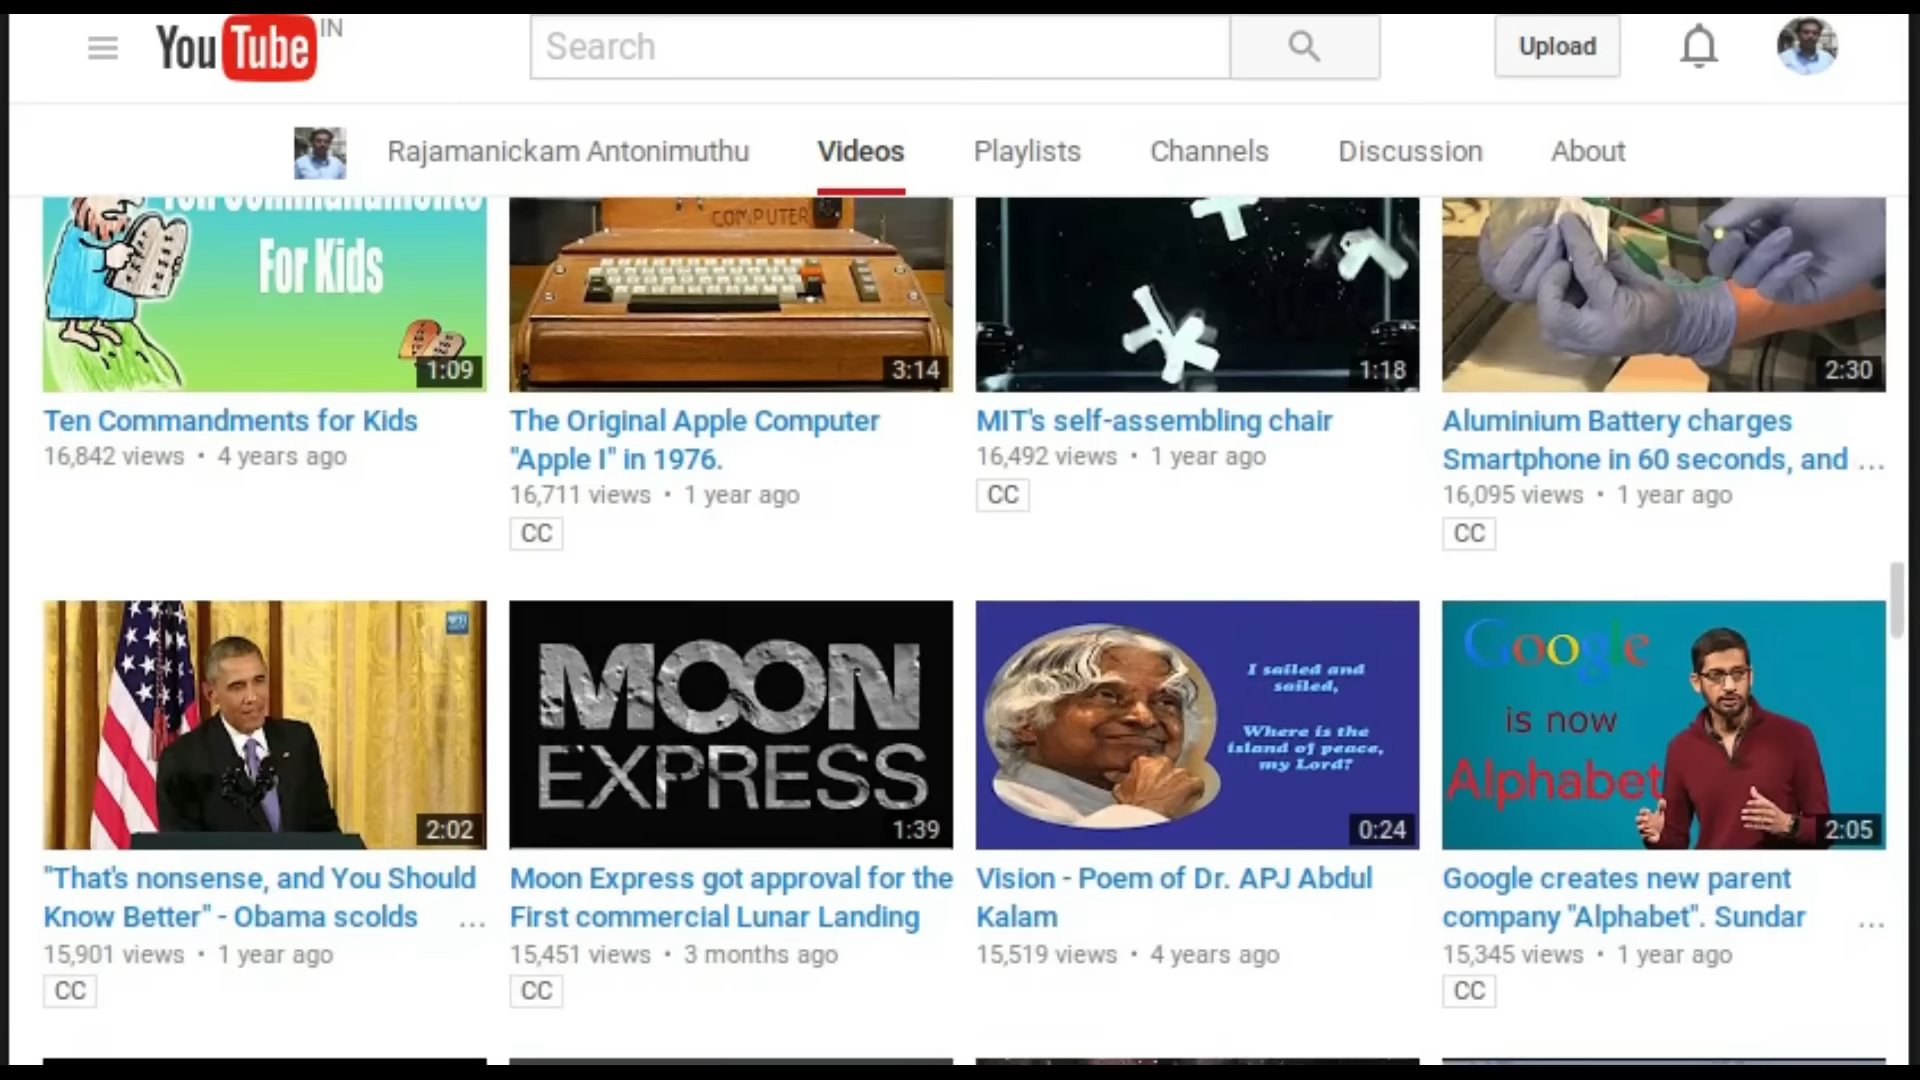 YouTube IN
Search
Upload
Rajamanickam Antonimuthu
Videos
Playlists
Channels
Discussion
About
For Kids
1:09
COMPUTER
3:14
1:18
2:30
Ten Commandments for Kids
16,842 views • 4 years ago
The Original Apple Computer
"Apple I" in 1976.
16,711 views • 1 year ago
CC
MIT's self-assembling chair
16,492 views • 1 year ago
CC
Aluminium Battery charges
Smartphone in 60 seconds, and ...
16,095 views • 1 year ago
CC
2:02
MOON
EXPRESS
1:39
I sailed and
sailed,
Where is the
island of peace,
my Lord?
0:24
Google
is now
Alphabet
2:05
"That's nonsense, and You Should
Know Better" - Obama scolds ...
15,901 views • 1 year ago
CC
Moon Express got approval for the
First commercial Lunar Landing
15,451 views • 3 months ago
CC
Vision - Poem of Dr. APJ Abdul
Kalam
15,519 views • 4 years ago
Google creates new parent
company "Alphabet". Sundar ...
15,345 views • 1 year ago
CC